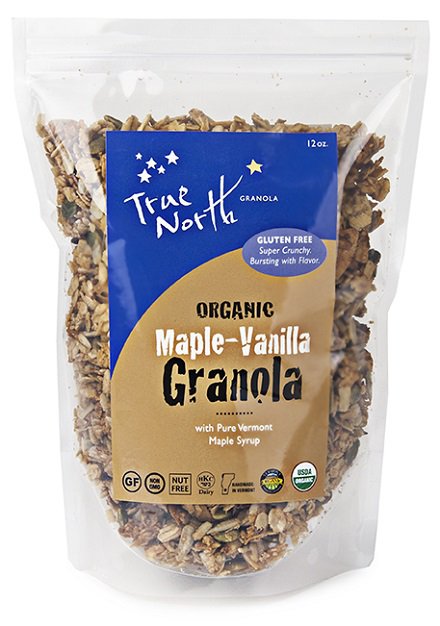 12 oz.
True
North
GRANOLA
GLUTEN FREE
Super Crunchy.
Bursting with Flavor.
ORGANIC
Maple-Vanilla
Granola
with Pure Vermont
Maple Syrup
GF
NON
GMO
NUT
FREE
Dairy
HANDMADE
IN VERMONT
USDA
ORGANIC